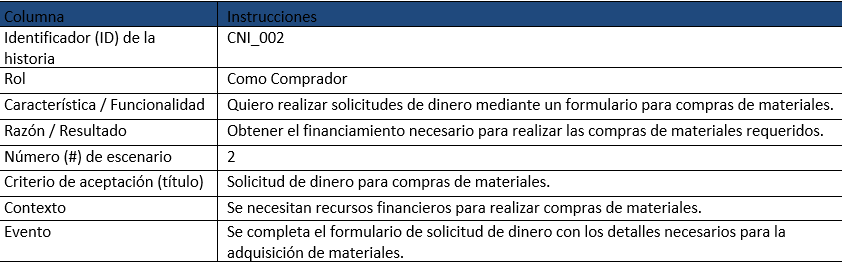 Columna Instrucciones
Identificador (ID) de la CNI_002
historia
Rol Como Comprador
Característica / Funcionalidad Quiero realizar solicitudes de dinero mediante un formulario para compras de materiales.
Razón / Resultado Obtener el financiamiento necesario para realizar las compras de materiales requeridos.
Número (#) de escenario 2
Criterio de aceptación (título) Solicitud de dinero para compras de materiales.
Contexto Se necesitan recursos financieros para realizar compras de materiales.
Evento Se completa el formulario de solicitud de dinero con los detalles necesarios para la
adquisición de materiales.